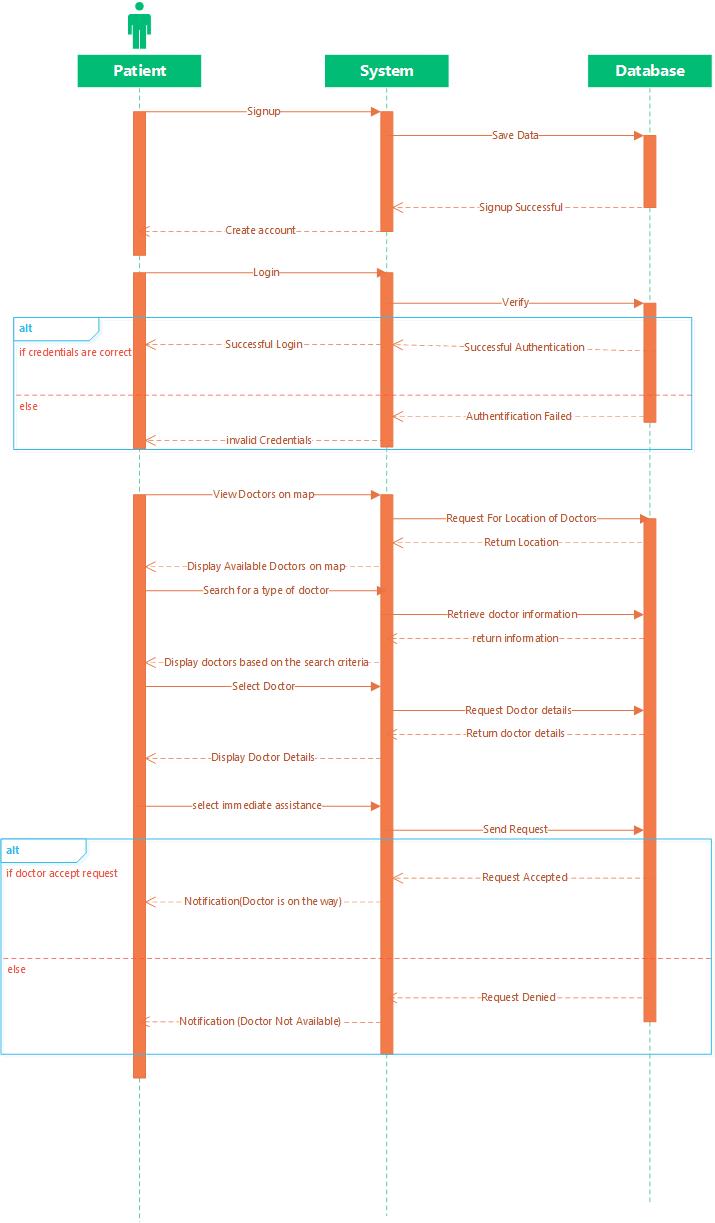 Patient
System
Database
Signup
Save Data
Signup Successful
Create account
Login
Verify
alt
if credentials are correct
Successful Login
Successful Authentication
else
Authentification Failed
invalid Credentials
View Doctors on map
Request For Location of Doctors
Return Location
Display Available Doctors on map
Search for a type of doctor
Retrieve doctor information
return information
Display doctors based on the search criteria
Select Doctor
Request Doctor details
Return doctor details
Display Doctor Details
select immediate assistance
Send Request
alt
if doctor accept request
Request Accepted
Notification(Doctor is on the way)
else
Request Denied
Notification (Doctor Not Available)